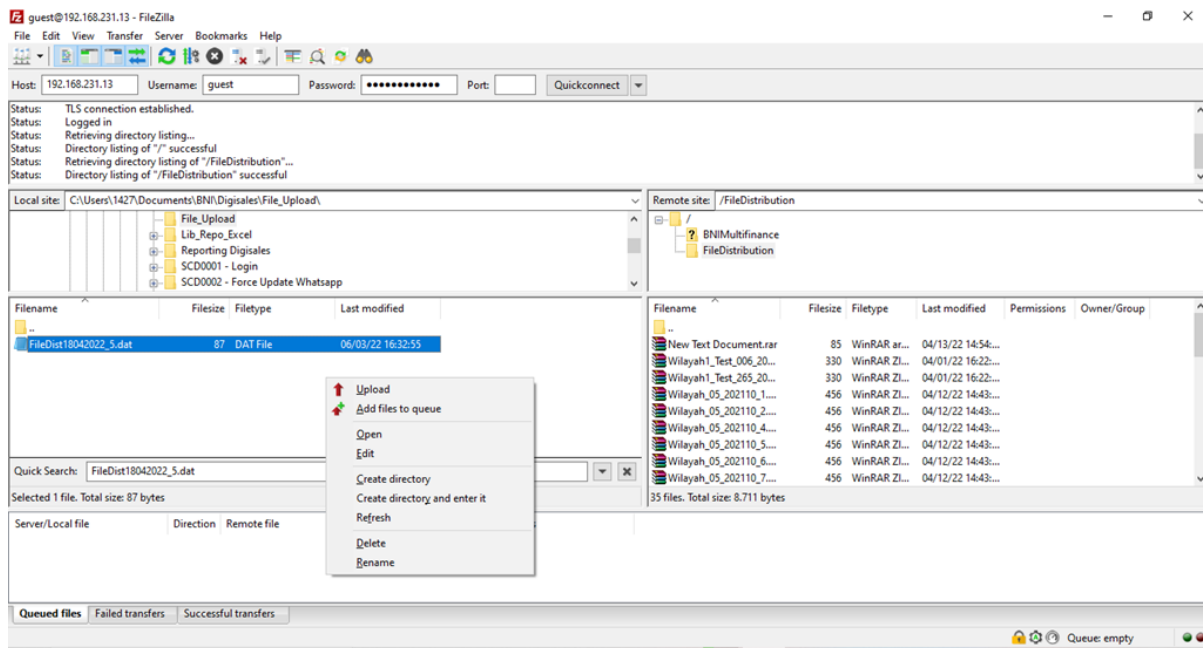 guest@192.168.231.13 - FileZilla
File Edit View Transfer Server Bookmarks Help
Host: 192.168.231.13 Username: guest Password: •••••••••••• Port: Quickconnect
Status: TLS connection established.
Status: Logged in
Status: Retrieving directory listing...
Status: Directory listing of "/" successful
Status: Retrieving directory listing of "/FileDistribution"...
Status: Directory listing of "/FileDistribution" successful
Local site: C:\Users\1427\Documents\BNI\Digisales\File_Upload\
File_Upload
Lib_Repo_Excel
Reporting Digisales
SCD0001 - Login
SCD0002 - Force Update Whatsapp
Filename Filesize Filetype Last modified
..
FileDist18042022_5.dat 87 DAT File 06/03/22 16:32:55
Upload
Add files to queue
Open
Edit
Create directory
Create directory and enter it
Refresh
Delete
Rename
Quick Search: FileDist18042022_5.dat
Selected 1 file. Total size: 87 bytes
Remote site: /FileDistribution
/
? BNIMultifinance
FileDistribution
Filename Filesize Filetype Last modified Permissions Owner/Group
..
New Text Document.rar 85 WinRAR ar... 04/13/22 14:54:...
Wilayah1_Test_006_20... 330 WinRAR ZI... 04/01/22 16:22:...
Wilayah1_Test_265_20... 330 WinRAR ZI... 04/01/22 16:22:...
Wilayah_05_202110_1.... 456 WinRAR ZI... 04/12/22 14:43:...
Wilayah_05_202110_2.... 456 WinRAR ZI... 04/12/22 14:43:...
Wilayah_05_202110_4.... 456 WinRAR ZI... 04/12/22 14:43:...
Wilayah_05_202110_5.... 456 WinRAR ZI... 04/12/22 14:43:...
Wilayah_05_202110_6.... 456 WinRAR ZI... 04/12/22 14:43:...
Wilayah_05_202110_7.... 456 WinRAR ZI... 04/12/22 14:43:...
35 files. Total size: 8.711 bytes
Server/Local file Direction Remote file
Queued files Failed transfers Successful transfers
Queue: empty